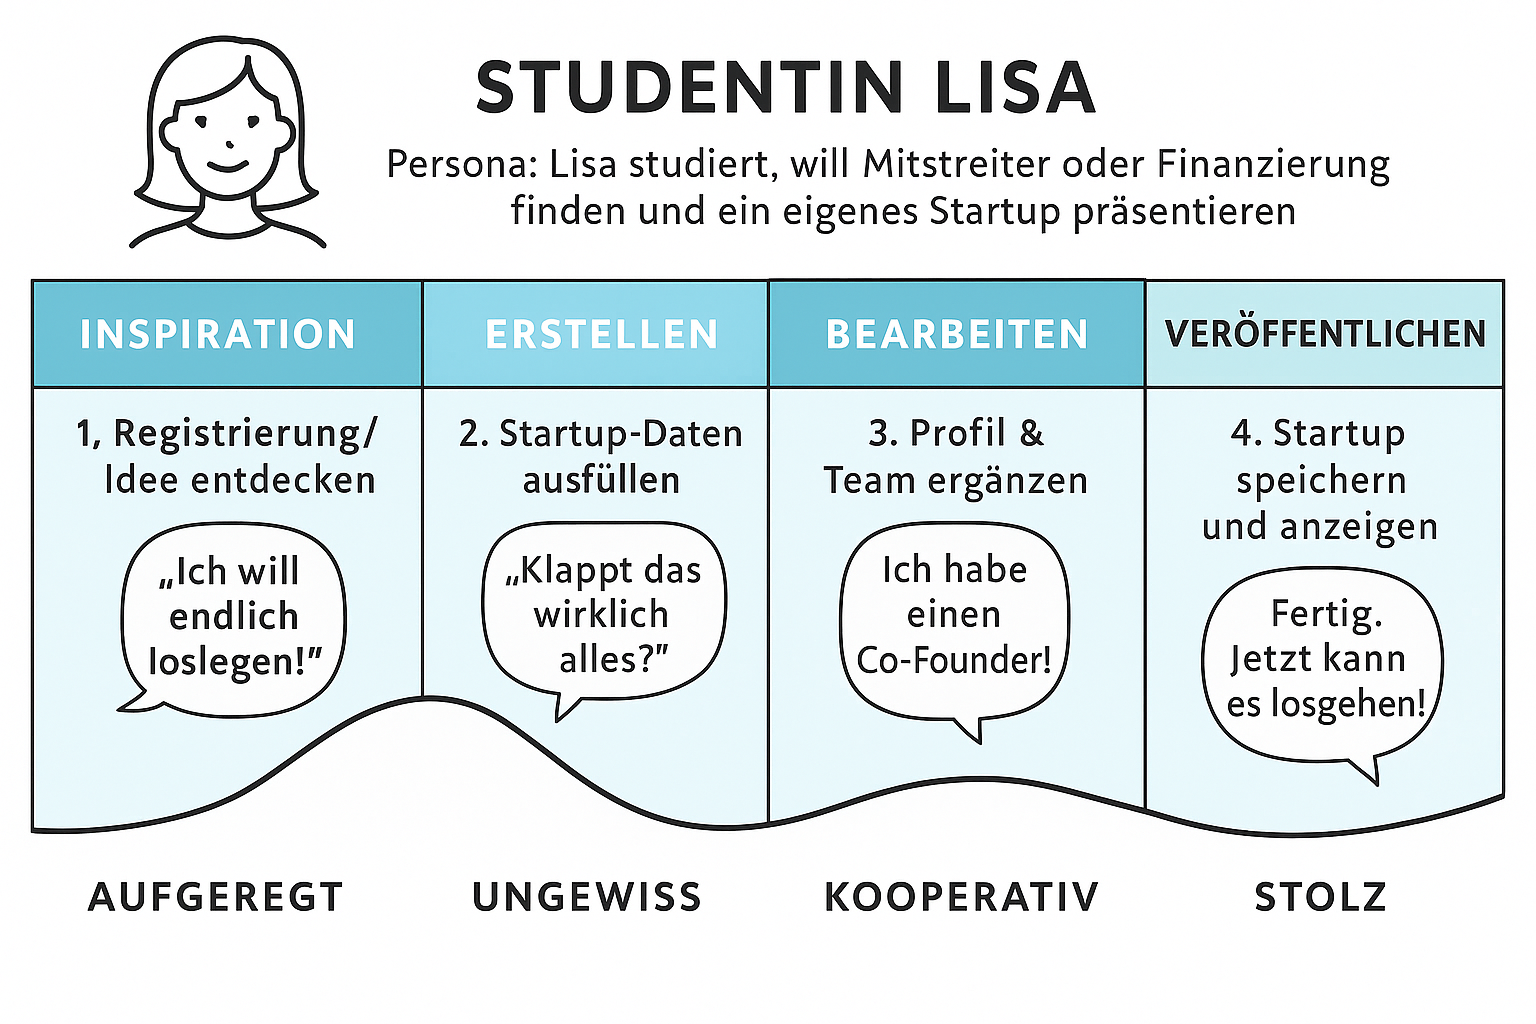 STUDENTIN LISA
Persona: Lisa studiert, will Mitstreiter oder Finanzierung
finden und ein eigenes Startup präsentieren
INSPIRATION
1, Registrierung/
Idee entdecken
„Ich will
endlich
loslegen!”
AUFGEREGT
ERSTELLEN
2. Startup-Daten
ausfüllen
„Klappt das
wirklich
alles?”
UNGEWISS
BEARBEITEN
3. Profil &
Team ergänzen
Ich habe
einen
Co-Founder!
KOOPERATIV
VERÖFFENTLICHEN
4. Startup
speichern
und anzeigen
Fertig.
Jetzt kann
es losgehen!
STOLZ